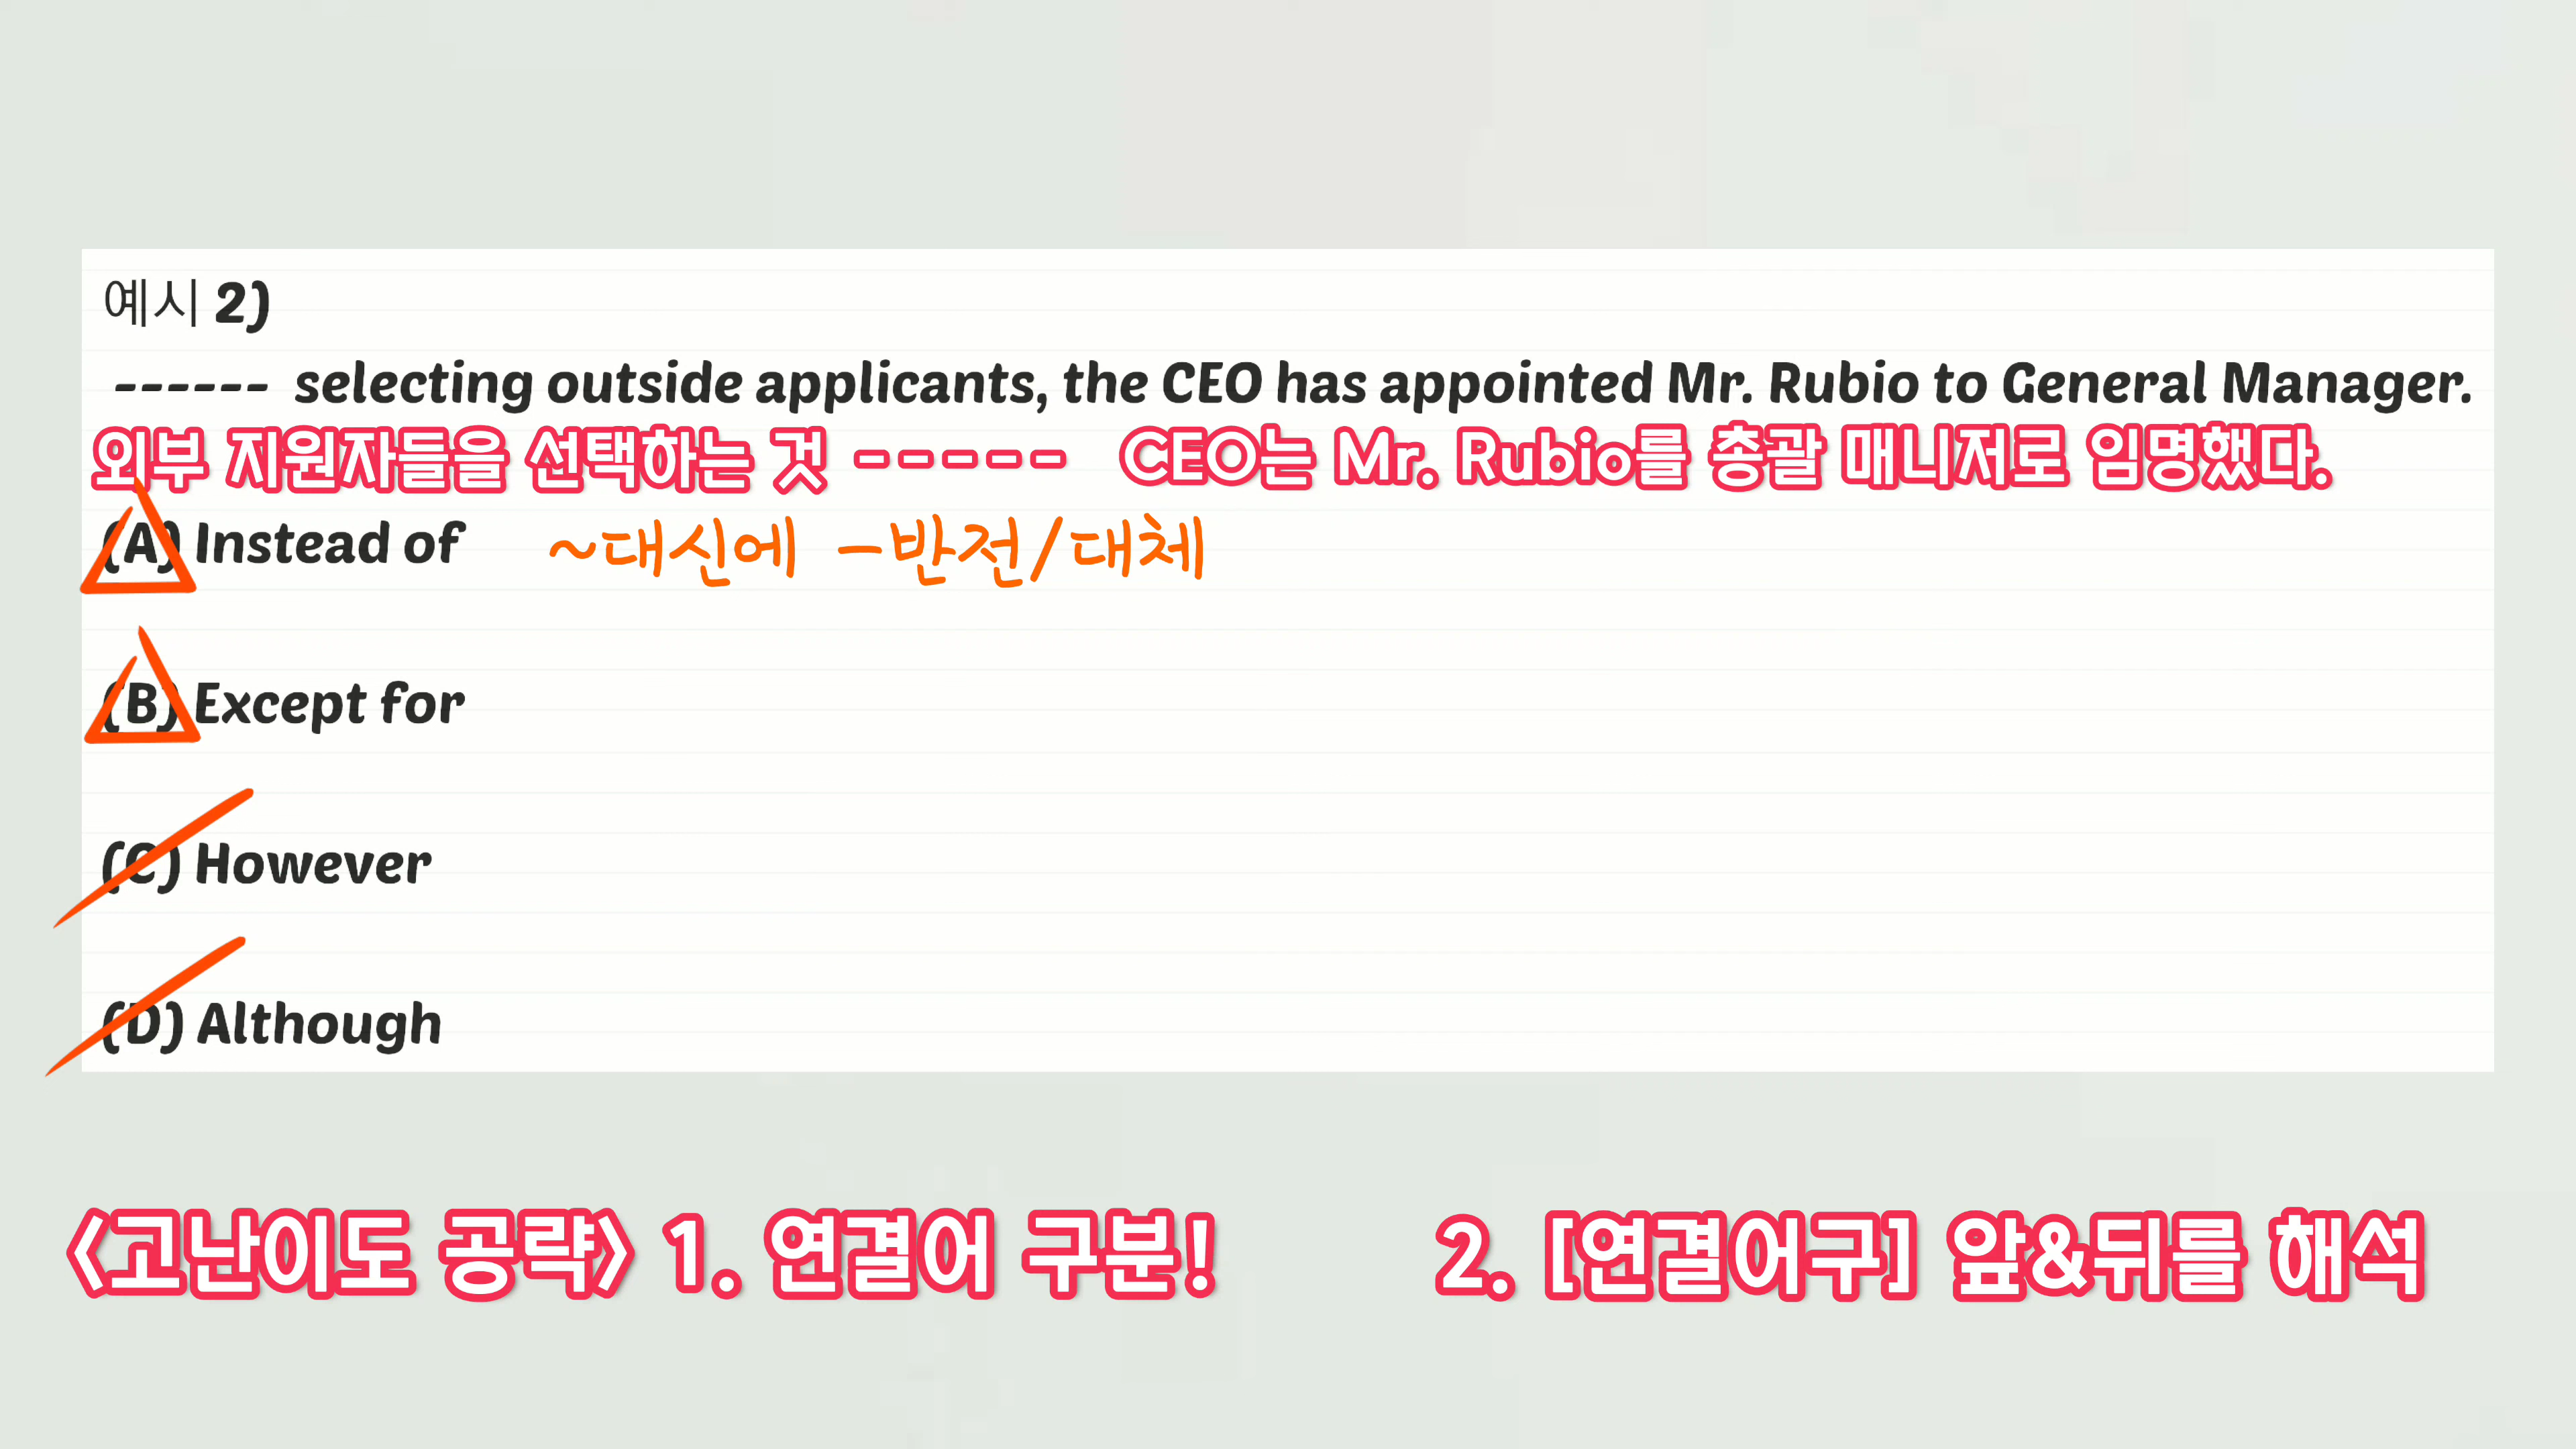 예시 2)
------ selecting outside applicants, the CEO has appointed Mr. Rubio to General Manager.
외부 지원자들을 선택하는 것 ----- CEO는 Mr. Rubio를 총괄 매니저로 임명했다.
(A) Instead of ~대신에 -반전/대체
(B) Except for
(C) However
(D) Although
<고난이도 공략> 1. 연결어 구분! 2. [연결어구] 앞&뒤를 해석